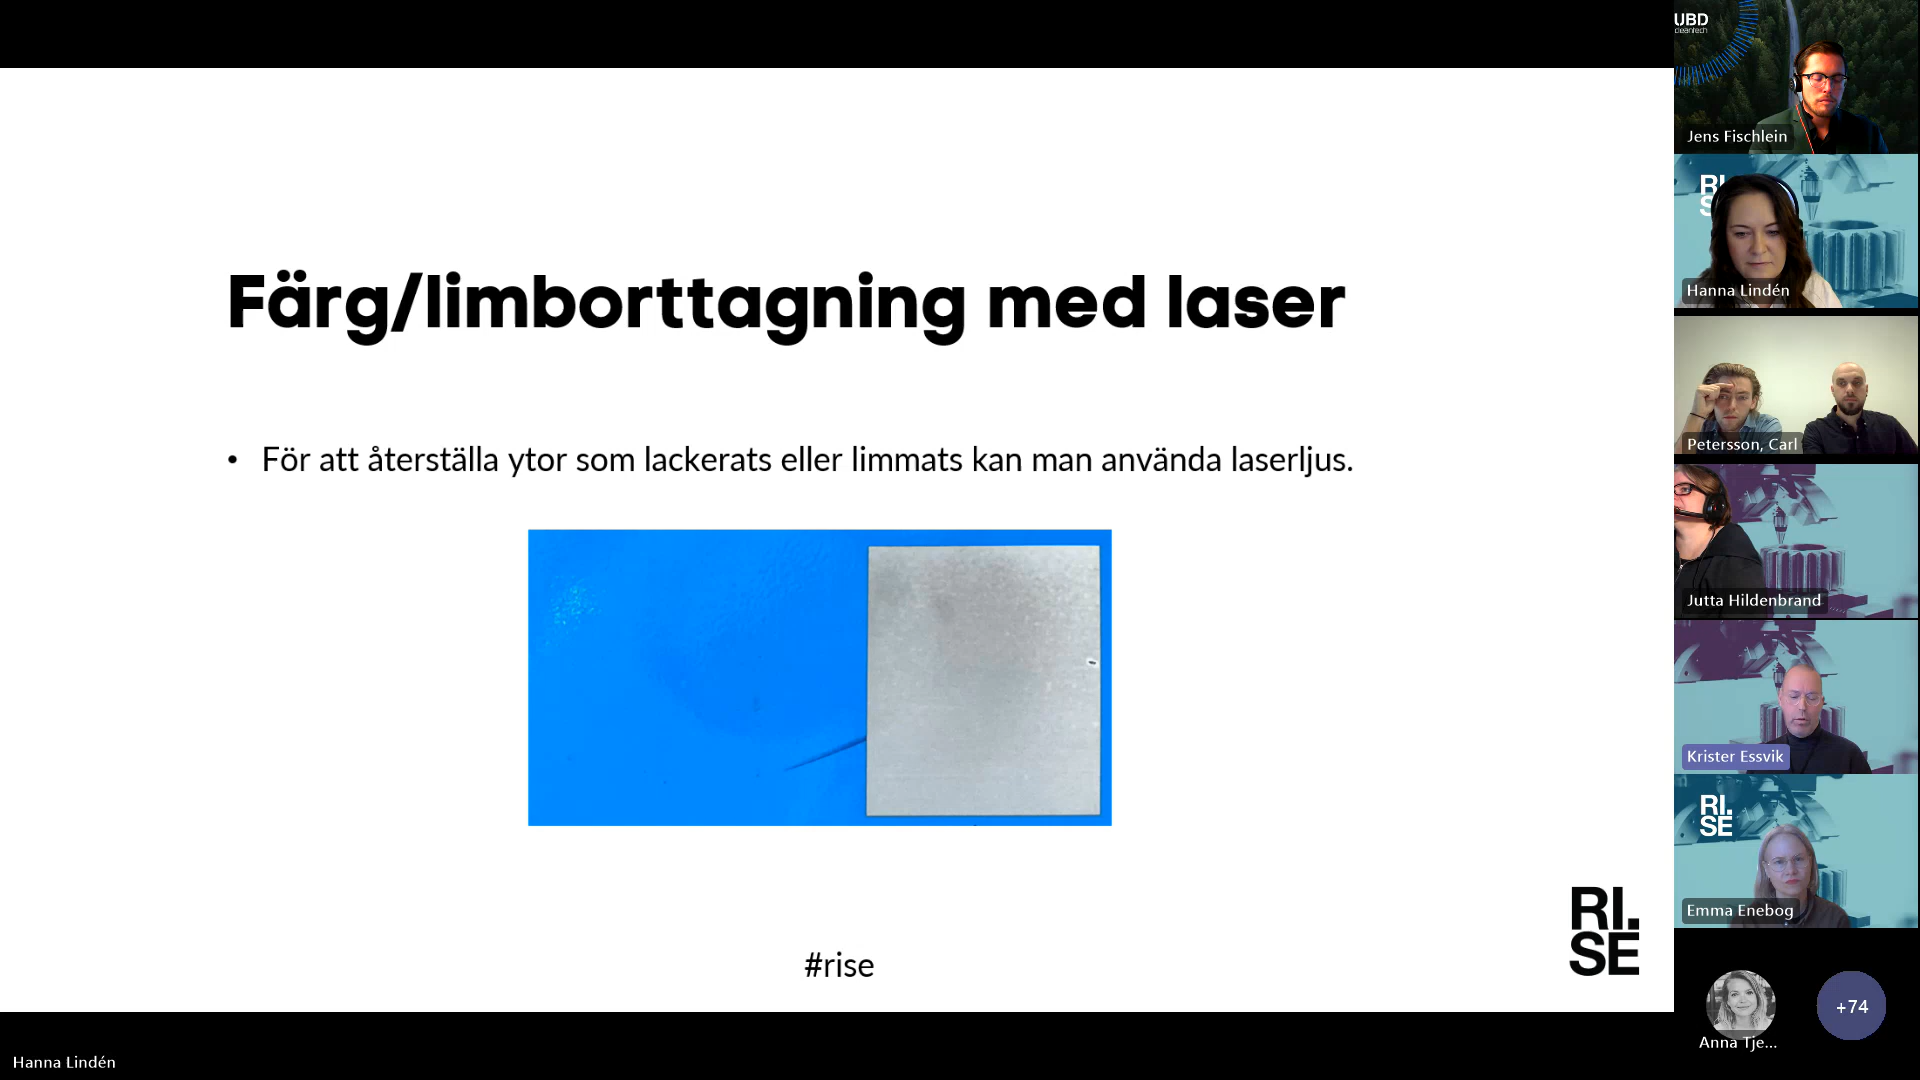 Färg/limborttagning med laser
• För att återställa ytor som lackerats eller limmats kan man använda laserljus.
#rise
RI.
SE
Hanna Lindén
UBD
cleantech
Jens Fischlein
RI.
S
Hanna Lindén
Petersson, Carl
Jutta Hildenbrand
Krister Essvik
RI.
SE
Emma Enebog
Anna Tje...
+74